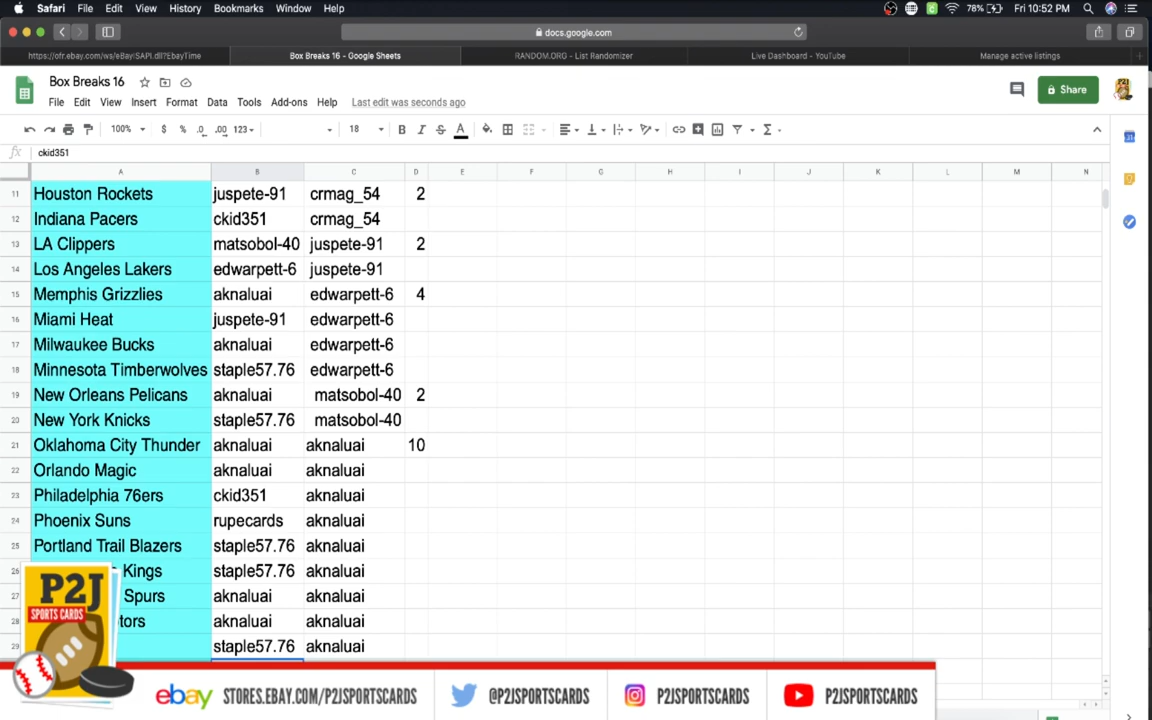 Safari File Edit View History Bookmarks Window Help 78% Fri 10:52 PM
docs.google.com
https://ofr.ebay.com/ws/eBayISAPI.dll?EbayTime Box Breaks 16 - Google Sheets RANDOM.ORG - List Randomizer Live Dashboard - YouTube Manage active listings
Box Breaks 16
File Edit View Insert Format Data Tools Add-ons Help Last edit was seconds ago Share
100% $ % .0 .00 123 18 B I S A
fx ckid351
A B C D E F G H I J K L M N
11 Houston Rockets juspete-91 crmag_54 2
12 Indiana Pacers ckid351 crmag_54
13 LA Clippers matsobol-40 juspete-91 2
14 Los Angeles Lakers edwarpett-6 juspete-91
15 Memphis Grizzlies aknaluai edwarpett-6 4
16 Miami Heat juspete-91 edwarpett-6
17 Milwaukee Bucks aknaluai edwarpett-6
18 Minnesota Timberwolves staple57.76 edwarpett-6
19 New Orleans Pelicans aknaluai matsobol-40 2
20 New York Knicks staple57.76 matsobol-40
21 Oklahoma City Thunder aknaluai aknaluai 10
22 Orlando Magic aknaluai aknaluai
23 Philadelphia 76ers ckid351 aknaluai
24 Phoenix Suns rupecards aknaluai
25 Portland Trail Blazers staple57.76 aknaluai
26 Kings staple57.76 aknaluai
27 Spurs aknaluai aknaluai
28 tors aknaluai aknaluai
29 staple57.76 aknaluai
P2J
SPORTS CARDS
ebay STORES.EBAY.COM/P2JSPORTSCARDS @P2JSPORTSCARDS P2JSPORTSCARDS P2JSPORTSCARDS